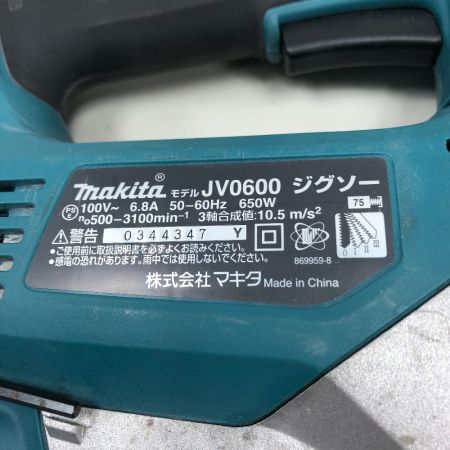 makita® モデル JV0600 ジグソー
PS E 100V~ 6.8A 50-60Hz 650W
n₀500-3100min⁻¹ 3軸合成値:10.5 m/s²
75
⚠警告 0344347 Y
●ご使用前に取扱説明書を必ずよくお読みください。
●感電の恐れがあります。雨中では使用しないでください。
869959-8
0 I II III
株式会社 マキタ Made in China